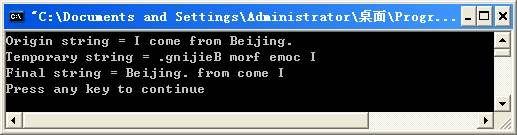 "C:\Documents and Settings\Administrator\桌面\Progr...
Origin string = I come from Beijing.
Temporary string = .gnijieB morf emoc I
Final string = Beijing. from come I
Press any key to continue